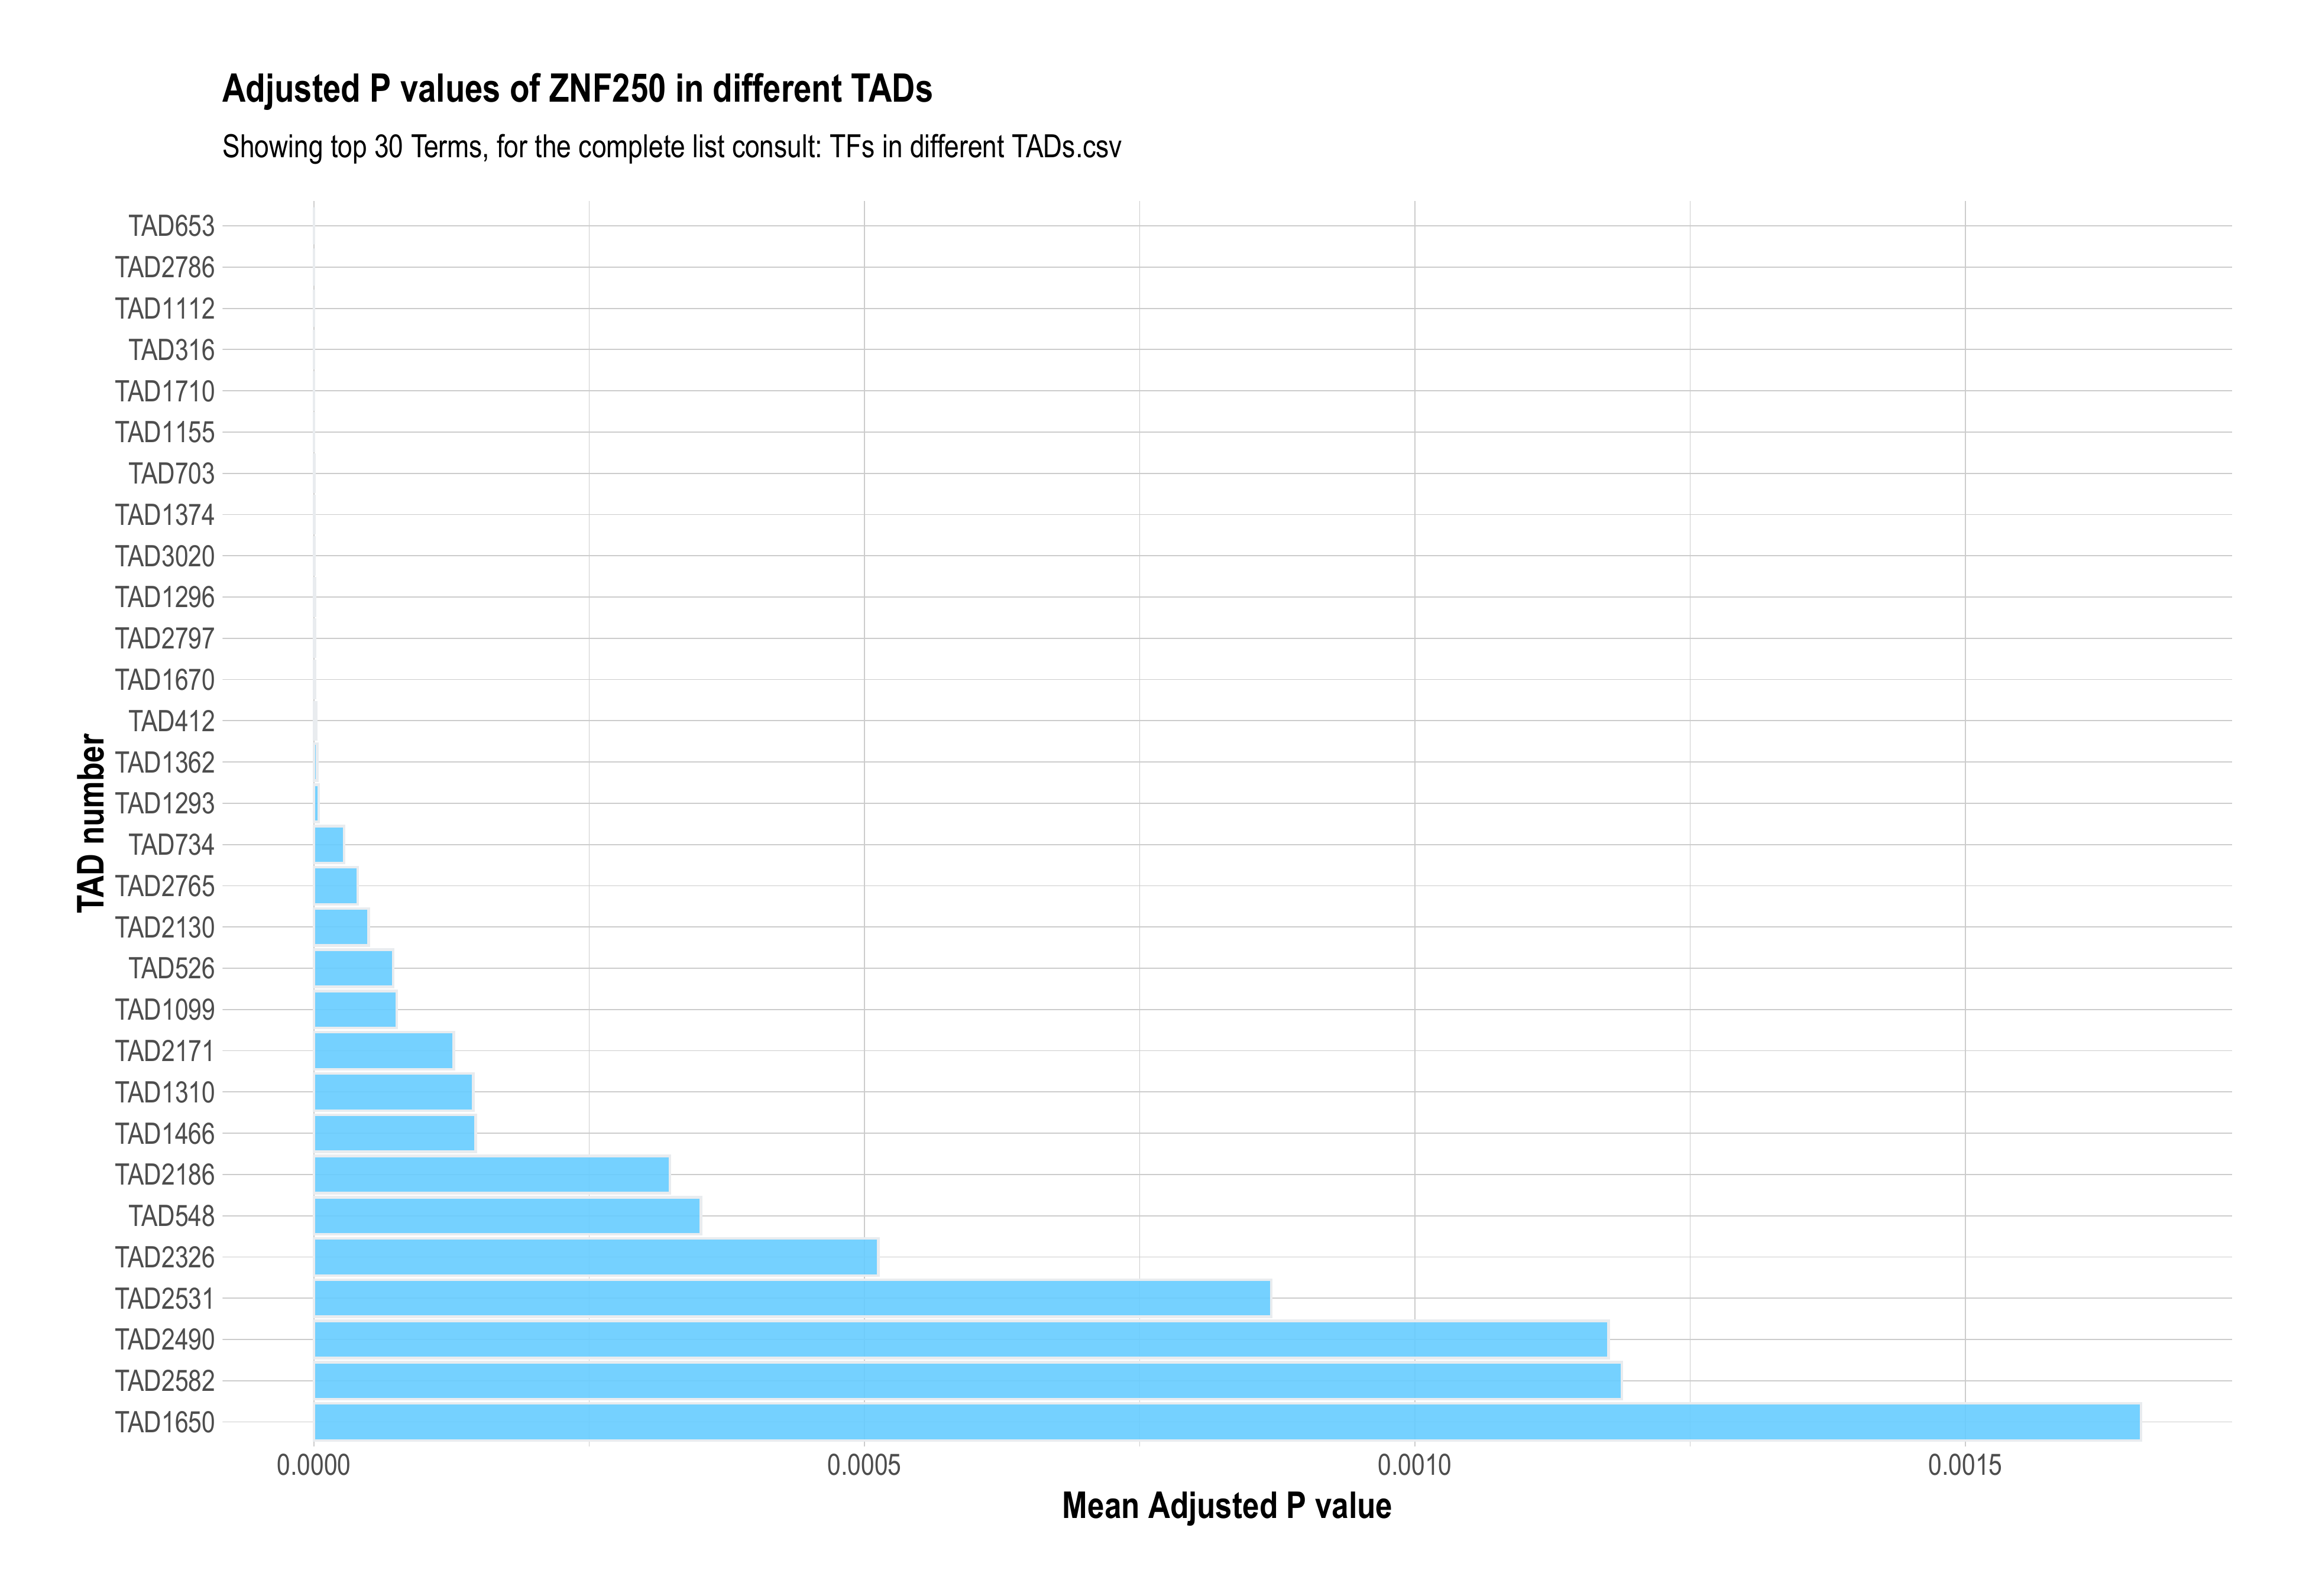 Adjusted P values of ZNF250 in different TADs
Showing top 30 Terms, for the complete list consult: TFs in different TADs.csv
TAD number
TAD653
TAD2786
TAD1112
TAD316
TAD1710
TAD1155
TAD703
TAD1374
TAD3020
TAD1296
TAD2797
TAD1670
TAD412
TAD1362
TAD1293
TAD734
TAD2765
TAD2130
TAD526
TAD1099
TAD2171
TAD1310
TAD1466
TAD2186
TAD548
TAD2326
TAD2531
TAD2490
TAD2582
TAD1650
0.0000 0.0005 0.0010 0.0015
Mean Adjusted P value